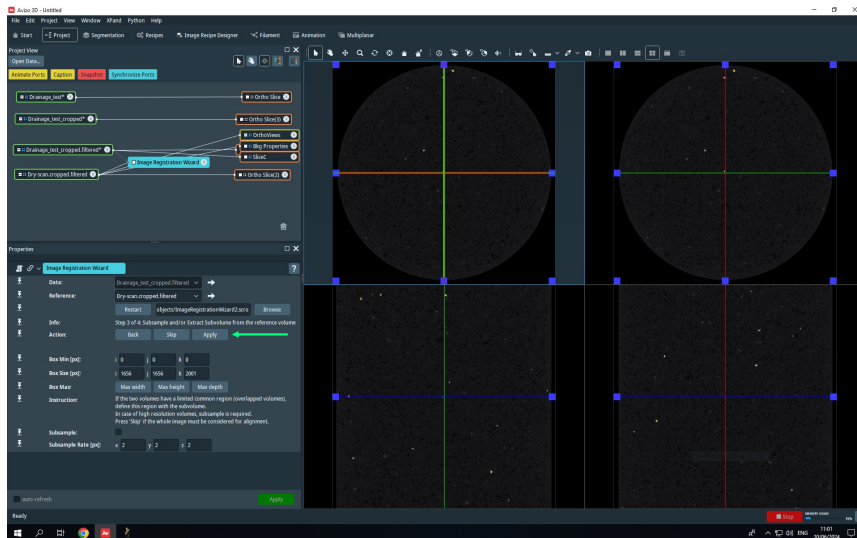 Avizo 3D - Untitled
File Edit Project View Window XPand Python Help
Start Project Segmentation Recipes Image Recipe Designer Filament Animation Multiplanar
Project View
Open Data...
Animate Ports Caption Snapshot Synchronize Ports
Drainage_test* Ortho Slice
Drainage_test_cropped* Ortho Slice(3)
OrthoViews
Drainage_test_cropped.filtered* Bkg Properties
Image Registration Wizard SliceC
Dry-scan.cropped.filtered Ortho Slice(2)
Properties
Image Registration Wizard ?
Data: Drainage_test_cropped.filtered
Reference: Dry-scan.cropped.filtered
Restart objects/ImageRegistrationWizard2.scro Browse
Info: Step 3 of 4: Subsample and/or Extract Subvolume from the reference volume
Action: Back Skip Apply
Box Min [px]: i 0 j 0 k 0
Box Size [px]: i 1656 j 1656 k 2001
Box Max: Max width Max height Max depth
Instruction: If the two volumes have a limited common region (overlapped volumes),
define this region with the subvolume.
In case of high resolution volumes, subsample is required.
Press 'Skip' if the whole image must be considered for alignment.
Subsample:
Subsample Rate [px]: x 2 y 2 z 2
auto-refresh Apply
Ready Stop MEMORY USAGE
ENG 11:01
20/06/2024